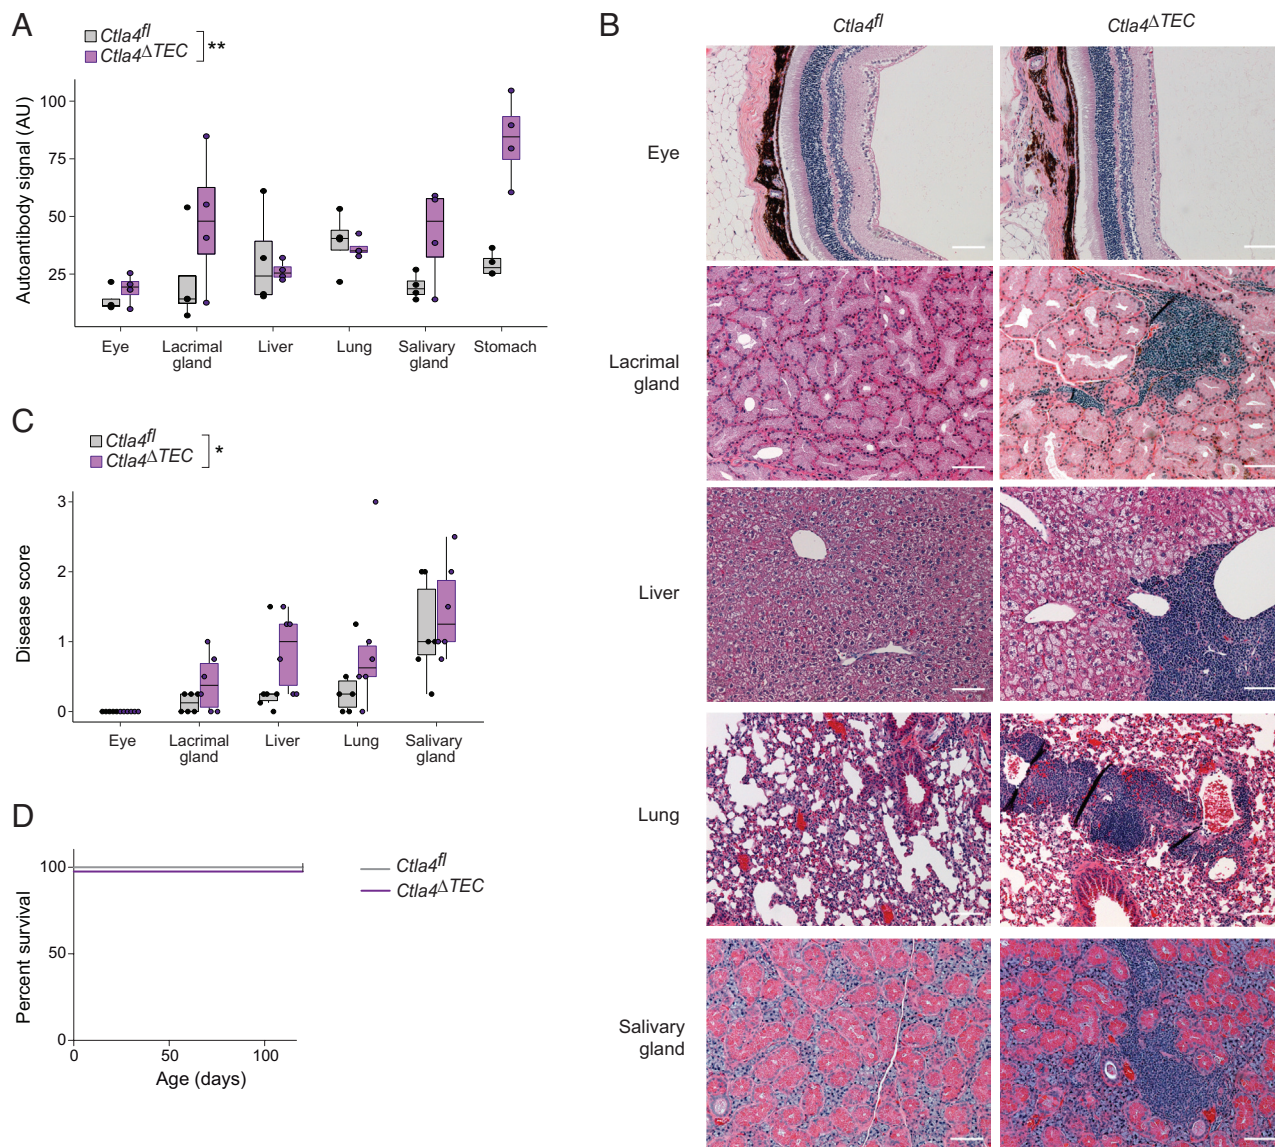 A
Ctla4fl
Ctla4ΔTEC
**
Autoantibody signal (AU)
100
75
50
25
Eye
Lacrimal
gland
Liver
Lung
Salivary
gland
Stomach
B
Ctla4fl
Ctla4ΔTEC
Eye
Lacrimal
gland
Liver
Lung
Salivary
gland
C
Ctla4fl
Ctla4ΔTEC
*
Disease score
3
2
1
0
Eye
Lacrimal
gland
Liver
Lung
Salivary
gland
D
Ctla4fl
Ctla4ΔTEC
Percent survival
100
50
0
0
50
100
Age (days)